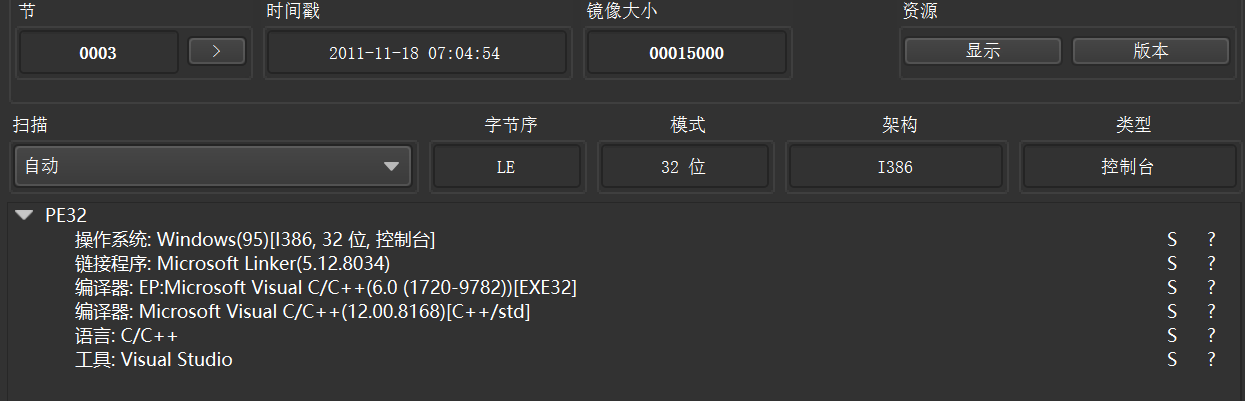 节 时间戳 镜像大小 资源
0003 > 2011-11-18 07:04:54 00015000 显示 版本
扫描 字节序 模式 架构 类型
自动 LE 32 位 I386 控制台
PE32
操作系统: Windows(95)[I386, 32 位, 控制台] S ?
链接程序: Microsoft Linker(5.12.8034) S ?
编译器: EP:Microsoft Visual C/C++(6.0 (1720-9782))[EXE32] S ?
编译器: Microsoft Visual C/C++(12.00.8168)[C++/std] S ?
语言: C/C++ S ?
工具: Visual Studio S ?